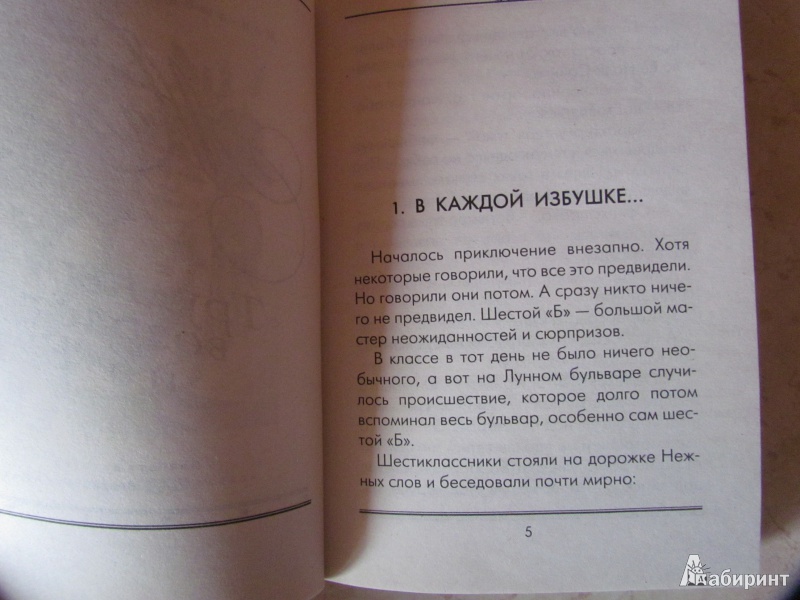 1. В КАЖДОЙ ИЗБУШКЕ...
Началось приключение внезапно. Хотя
некоторые говорили, что все это предвидели.
Но говорили они потом. А сразу никто ниче-
го не предвидел. Шестой «Б» — большой ма-
стер неожиданностей и сюрпризов.
В классе в тот день не было ничего нео-
бычного, а вот на Лунном бульваре случи-
лось происшествие, которое долго потом
вспоминал весь бульвар, особенно сам шес-
той «Б».
Шестиклассники стояли на дорожке Неж-
ных слов и беседовали почти мирно:
5
Лабиринт